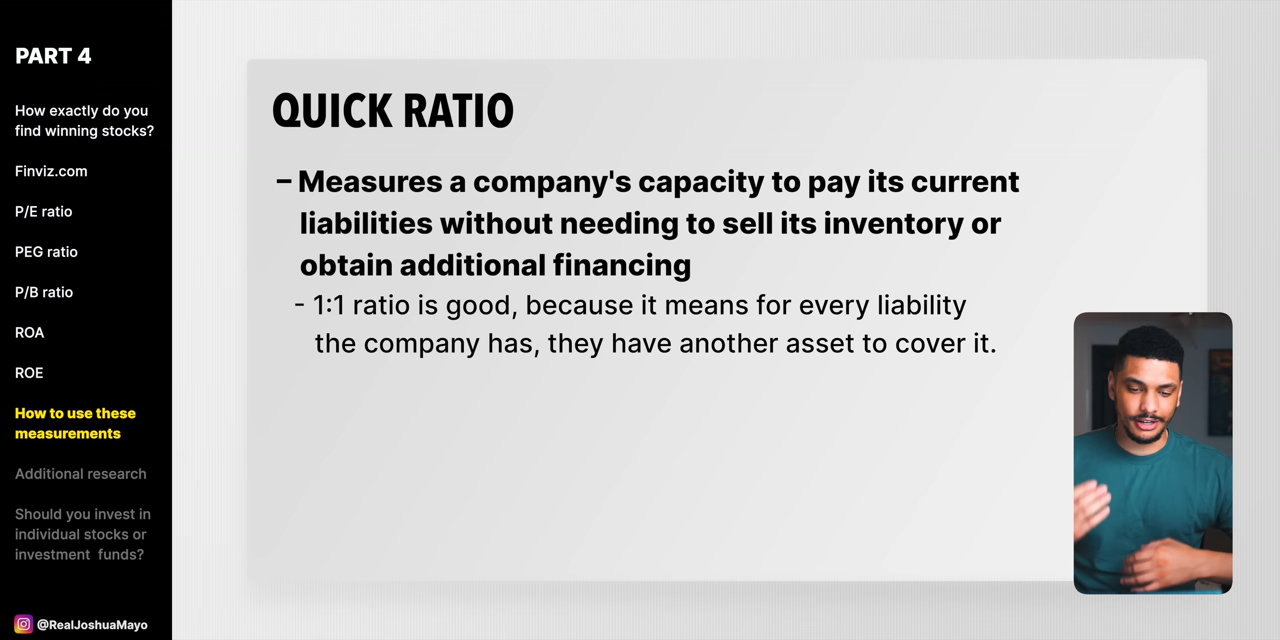 PART 4
How exactly do you
find winning stocks?
Finviz.com
P/E ratio
PEG ratio
P/B ratio
ROA
ROE
How to use these
measurements
Additional research
Should you invest in
individual stocks or
investment  funds?
@RealJoshuaMayo
QUICK RATIO
– Measures a company's capacity to pay its current
liabilities without needing to sell its inventory or
obtain additional financing
- 1:1 ratio is good, because it means for every liability
the company has, they have another asset to cover it.